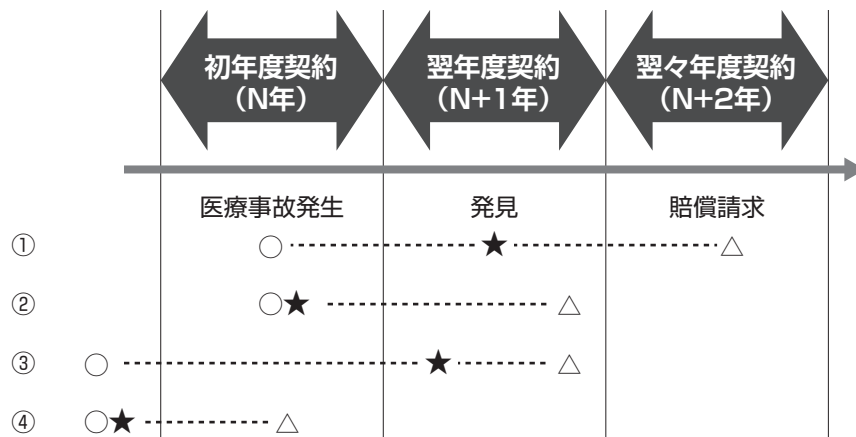 初年度契約
（N年）
翌年度契約
（N+1年）
翌々年度契約
（N+2年）
医療事故発生
発見
賠償請求
①
②
③
④